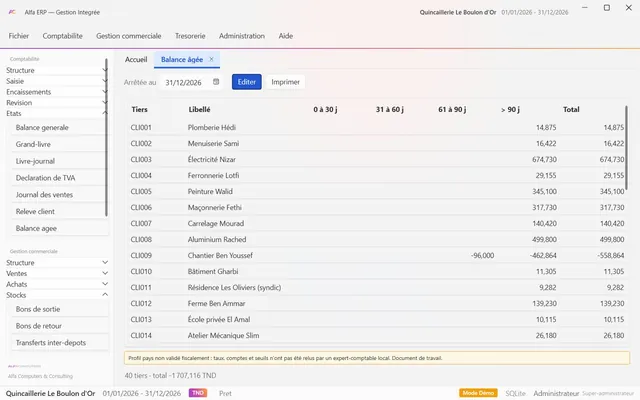 Alfa ERP — Gestion Integrée
Quincaillerie Le Boulon d'Or 01/01/2026 - 31/12/2026
Fichier Comptabilite Gestion commerciale Tresorerie Administration Aide
Comptabilité
Structure
Saisie
Encaissements
Revision
Etats
Balance generale
Grand-livre
Livre-journal
Declaration de TVA
Journal des ventes
Releve client
Balance agee
Gestion commerciale
Structure
Ventes
Achats
Stocks
Bons de sortie
Bons de retour
Transferts inter-depots
Alfa Computers & Consulting
Accueil Balance âgée ×
Arrêtée au 31/12/2026 Editer Imprimer
Tiers Libellé 0 à 30 j 31 à 60 j 61 à 90 j > 90 j Total
CLI001 Plomberie Hédi 14,875 14,875
CLI002 Menuiserie Sami 16,422 16,422
CLI003 Électricité Nizar 674,730 674,730
CLI004 Ferronnerie Lotfi 29,155 29,155
CLI005 Peinture Walid 345,100 345,100
CLI006 Maçonnerie Fethi 317,730 317,730
CLI007 Carrelage Mourad 140,420 140,420
CLI008 Aluminium Rached 499,800 499,800
CLI009 Chantier Ben Youssef -96,000 -462,864 -558,864
CLI010 Bâtiment Gharbi 11,305 11,305
CLI011 Résidence Les Oliviers (syndic) 9,282 9,282
CLI012 Ferme Ben Ammar 139,230 139,230
CLI013 École privée El Amal 10,115 10,115
CLI014 Atelier Mécanique Slim 26,180 26,180
Profil pays non validé fiscalement : taux, comptes et seuils n'ont pas été relus par un expert-comptable local. Document de travail.
40 tiers - total -1 707,116 TND
Quincaillerie Le Boulon d'Or 01/01/2026 - 31/12/2026 TND Pret Mode Démo SQLite Administrateur Super-administrateur